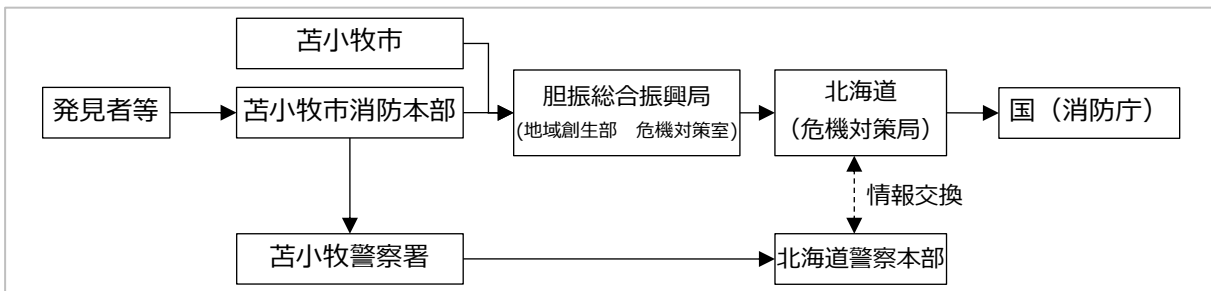 苫小牧市
発見者等
苫小牧市消防本部
胆振総合振興局
(地域創生部　危機対策室)
北海道
（危機対策局）
国（消防庁）
情報交換
苫小牧警察署
北海道警察本部